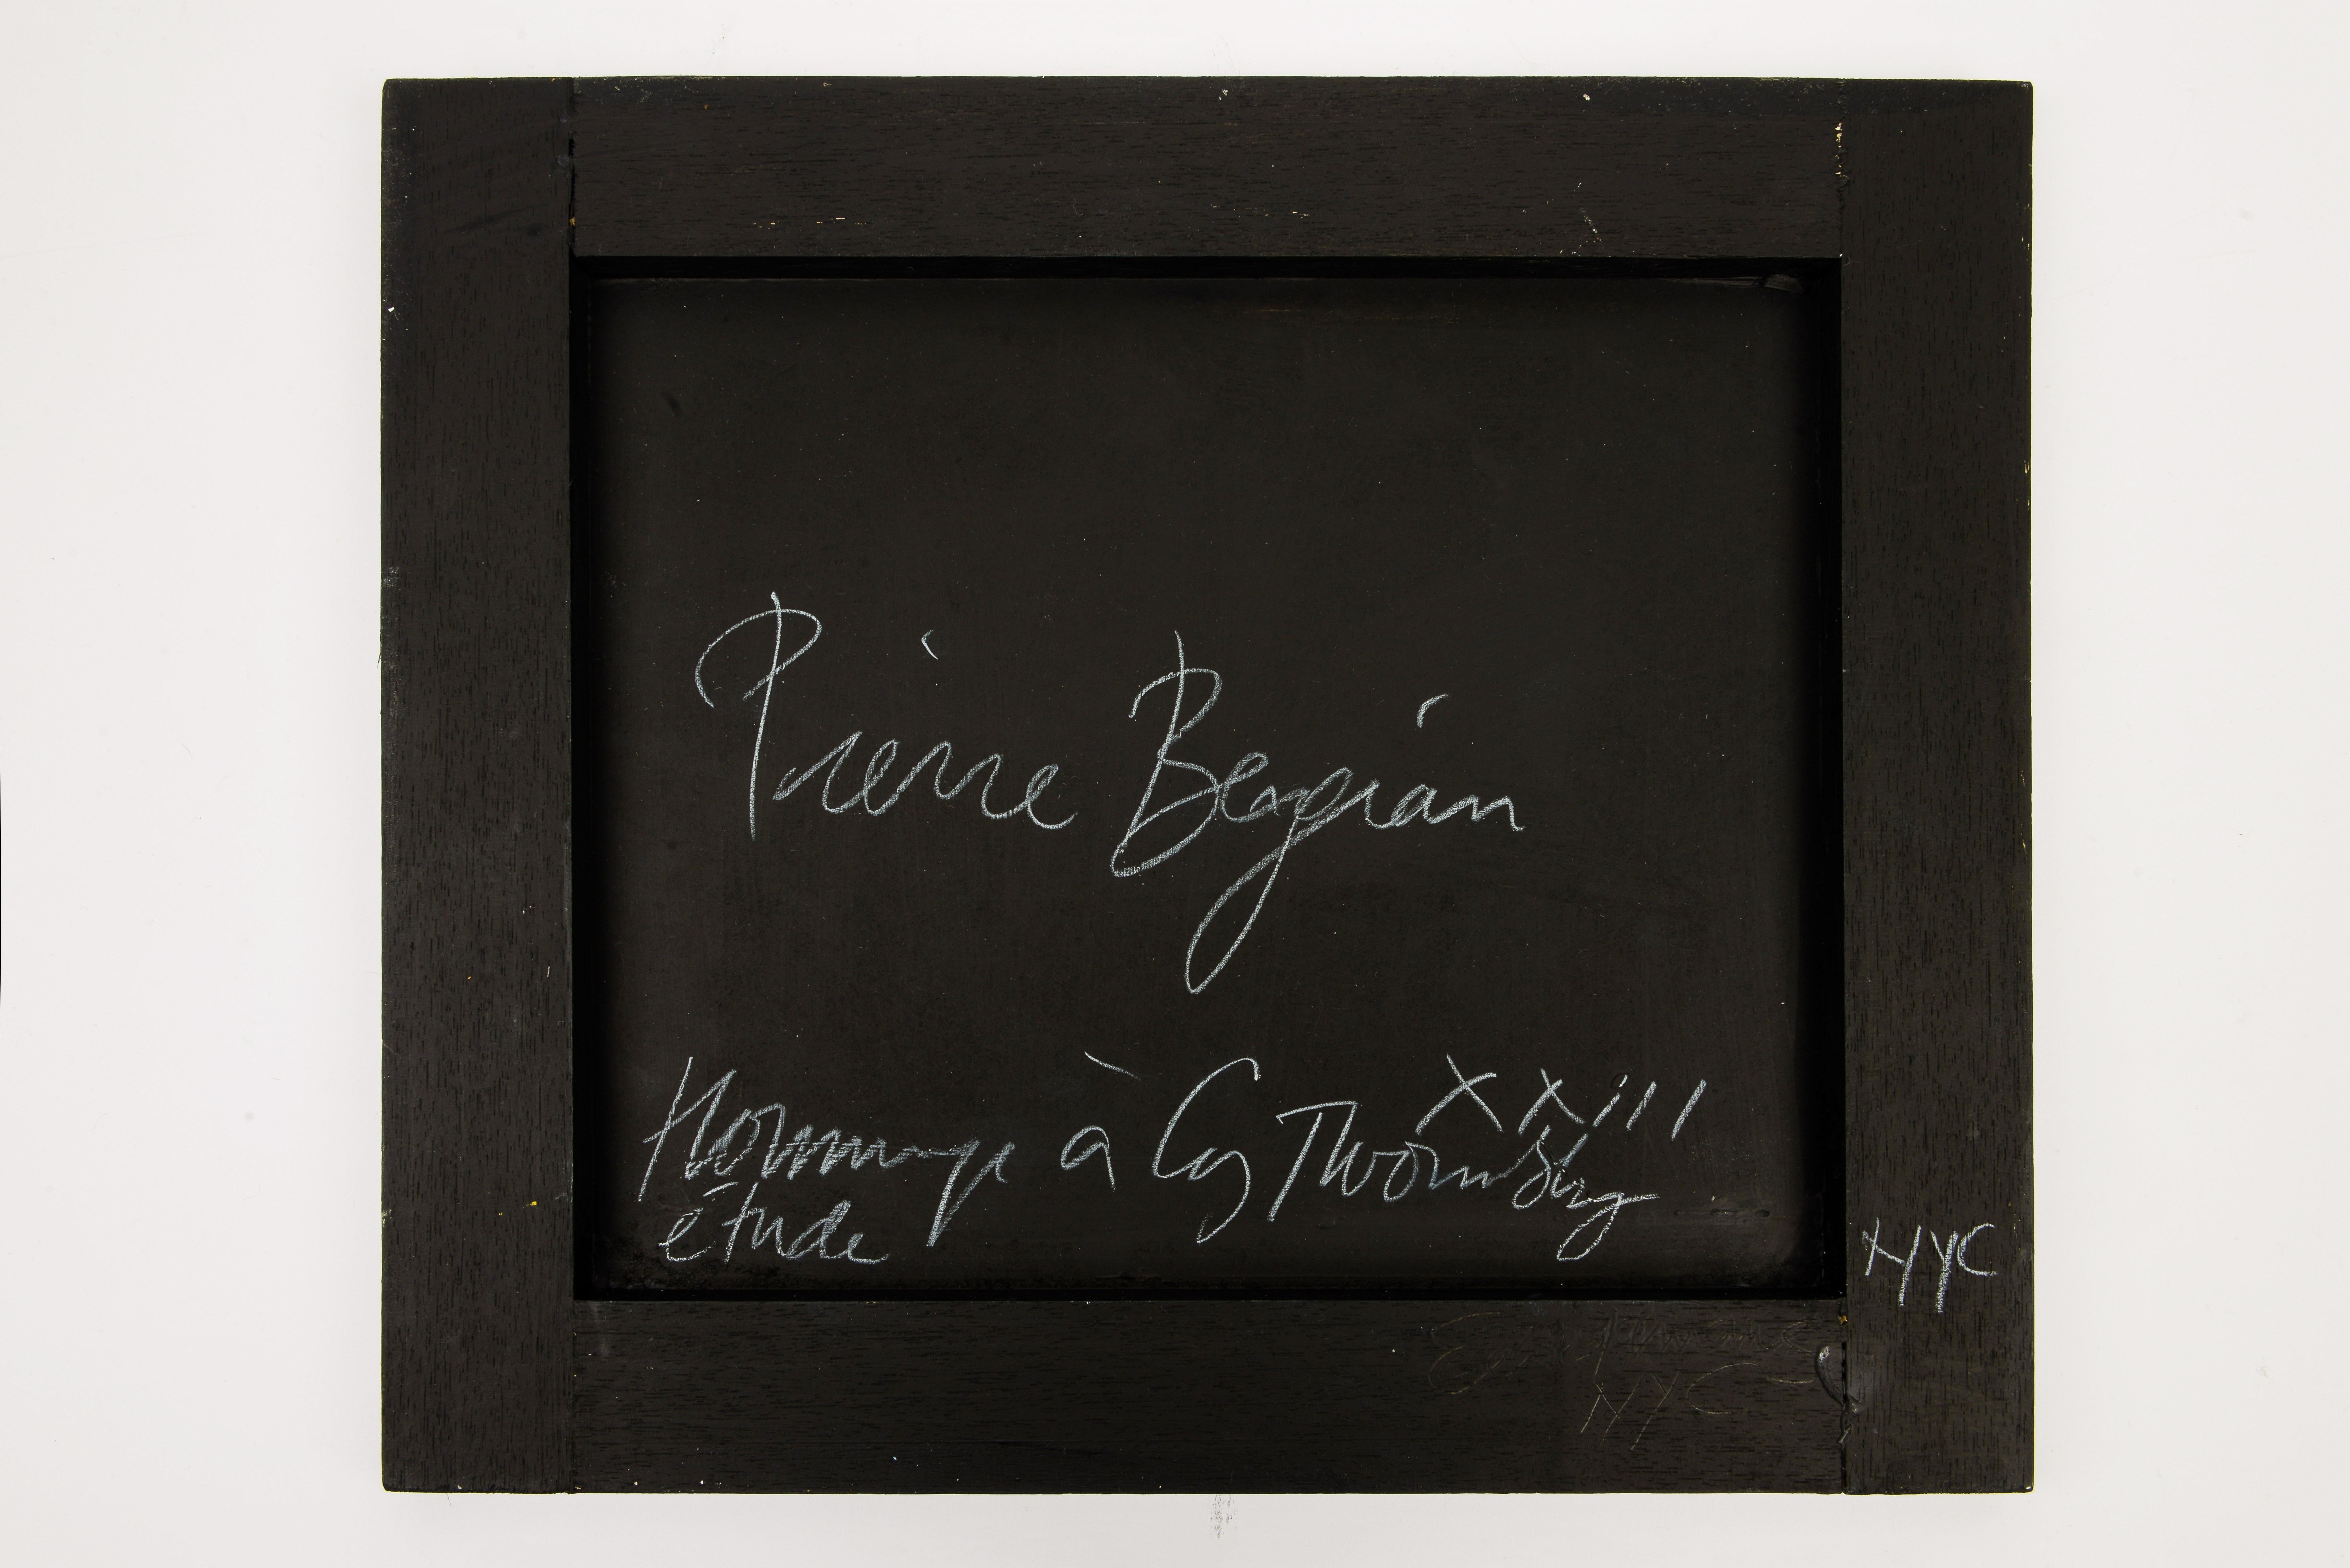 Pierre Bergian
Hommage à Cy Twombly XXIII
étude
NYC
NYC